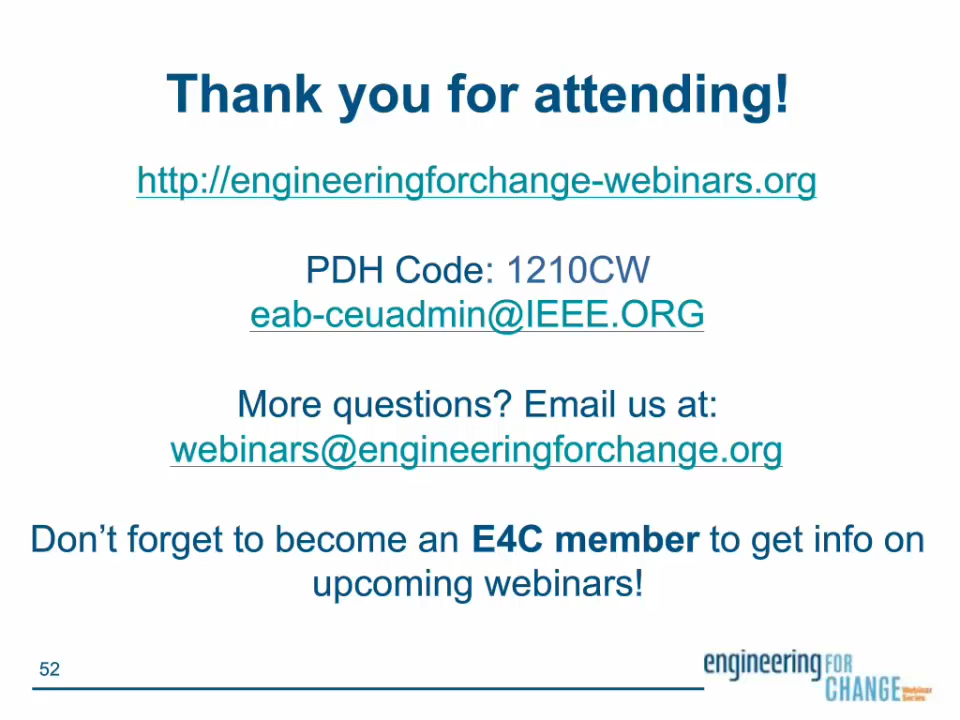 Thank you for attending!
http://engineeringforchange-webinars.org
PDH Code: 1210CW
eab-ceuadmin@IEEE.ORG
More questions? Email us at:
webinars@engineeringforchange.org
Don’t forget to become an E4C member to get info on
upcoming webinars!
52
engineering FOR
CHANGE Webinar
Series